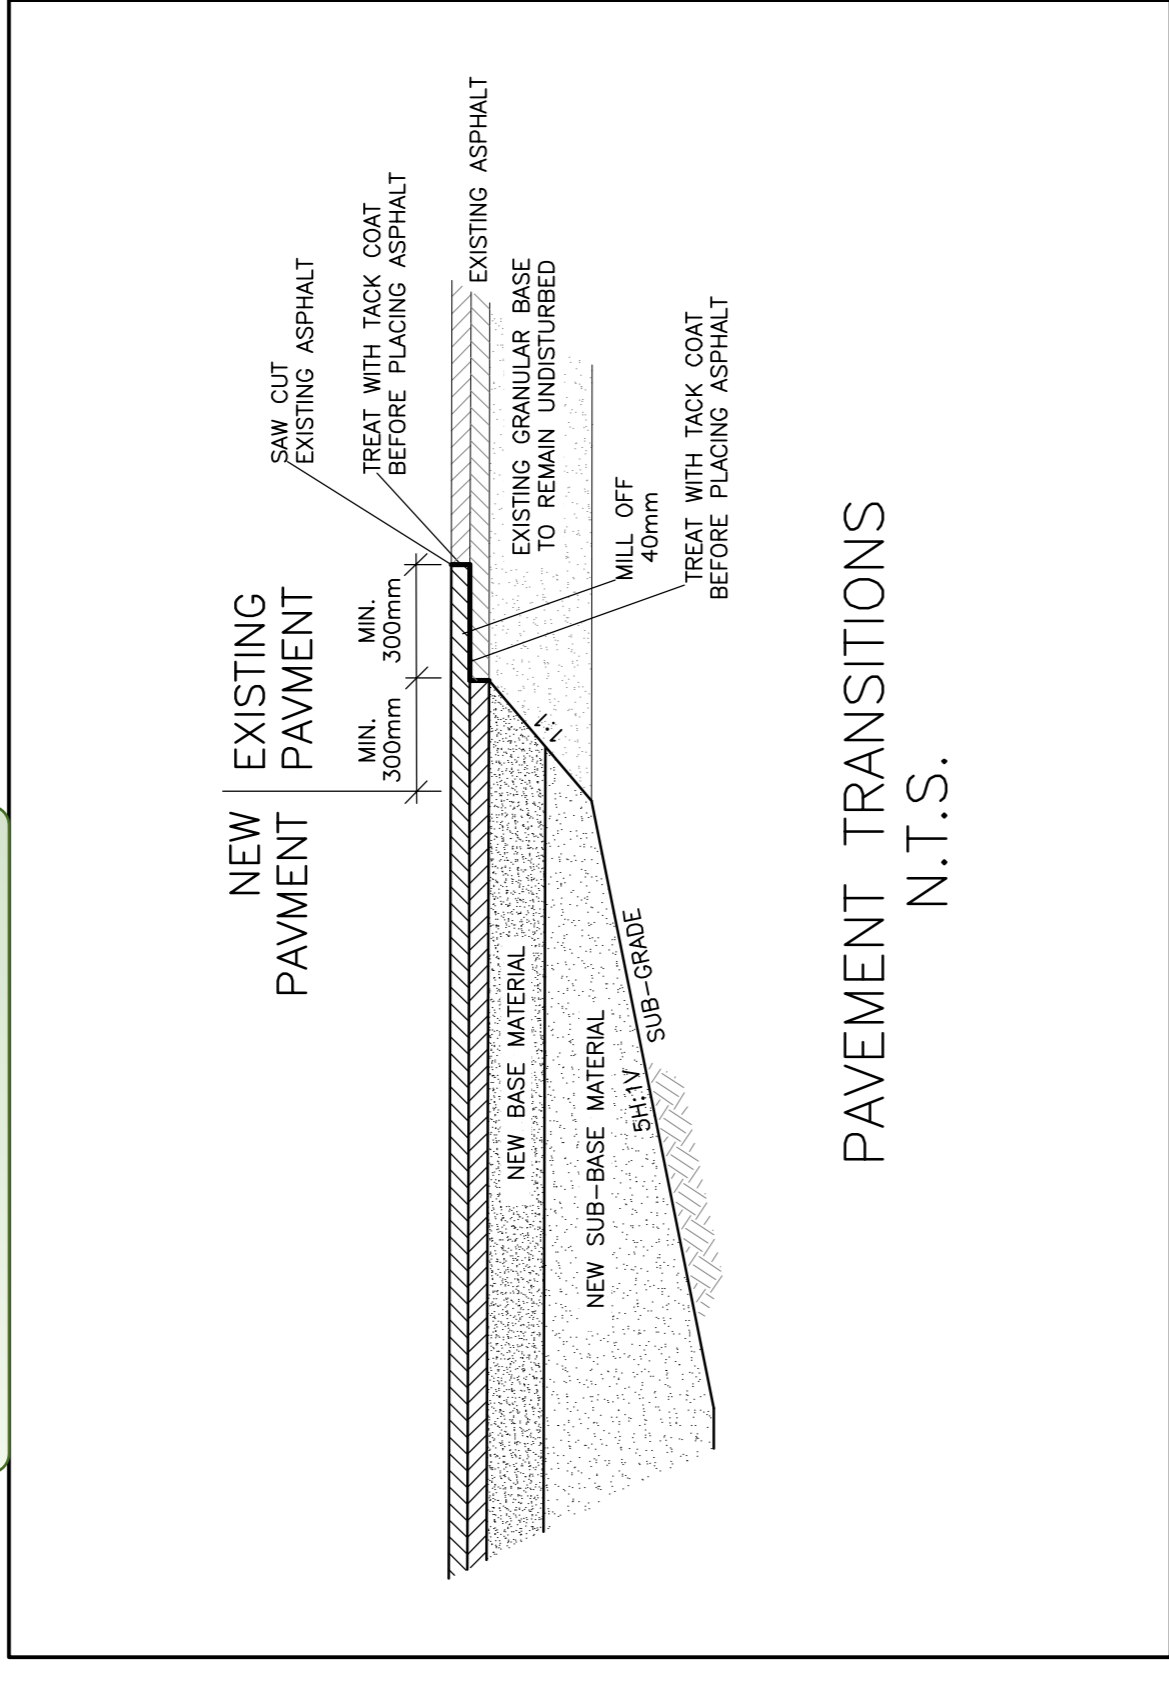 NEW
PAVMENT
EXISTING
PAVMENT
MIN.
300mm
MIN.
300mm
SAW CUT
EXISTING ASPHALT
TREAT WITH TACK COAT
BEFORE PLACING ASPHALT
EXISTING ASPHALT
EXISTING GRANULAR BASE
TO REMAIN UNDISTURBED
1:1
MILL OFF
40mm
TREAT WITH TACK COAT
BEFORE PLACING ASPHALT
NEW BASE MATERIAL
NEW SUB-BASE MATERIAL
5H:1V
SUB-GRADE
PAVEMENT TRANSITIONS
N.T.S.